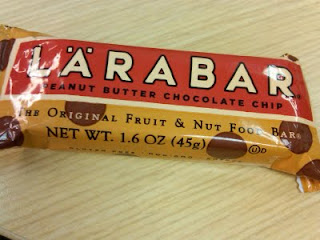 LÄRABAR®
PEANUT BUTTER CHOCOLATE CHIP
THE ORIGINAL FRUIT & NUT FOOD BAR®
NET WT. 1.6 OZ (45g)